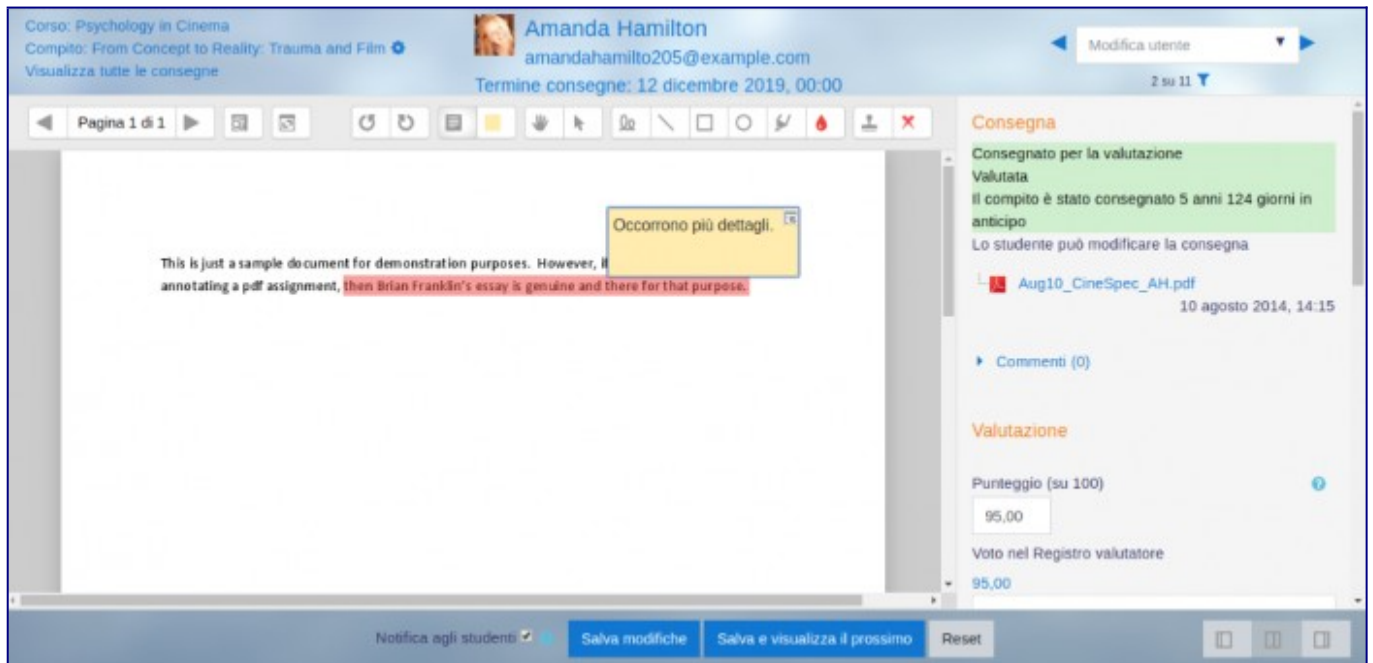 Corso: Psychology in Cinema
Compito: From Concept to Reality: Trauma and Film
Visualizza tutte le consegne
Amanda Hamilton
amandahamilto205@example.com
Termine consegne: 12 dicembre 2019, 00:00
Modifica utente
2 su 11
Pagina 1 di 1
Occorrono più dettagli.
This is just a sample document for demonstration purposes. However, it
annotating a pdf assignment, then Brian Franklin's essay is genuine and there for that purpose.
Consegna
Consegnato per la valutazione
Valutata
Il compito è stato consegnato 5 anni 124 giorni in
anticipo
Lo studente può modificare la consegna
Aug10_CineSpec_AH.pdf
10 agosto 2014, 14:15
Commenti (0)
Valutazione
Punteggio (su 100)
95,00
Voto nel Registro valutatore
95,00
Notifica agli studenti
Salva modifiche
Salva e visualizza il prossimo
Reset